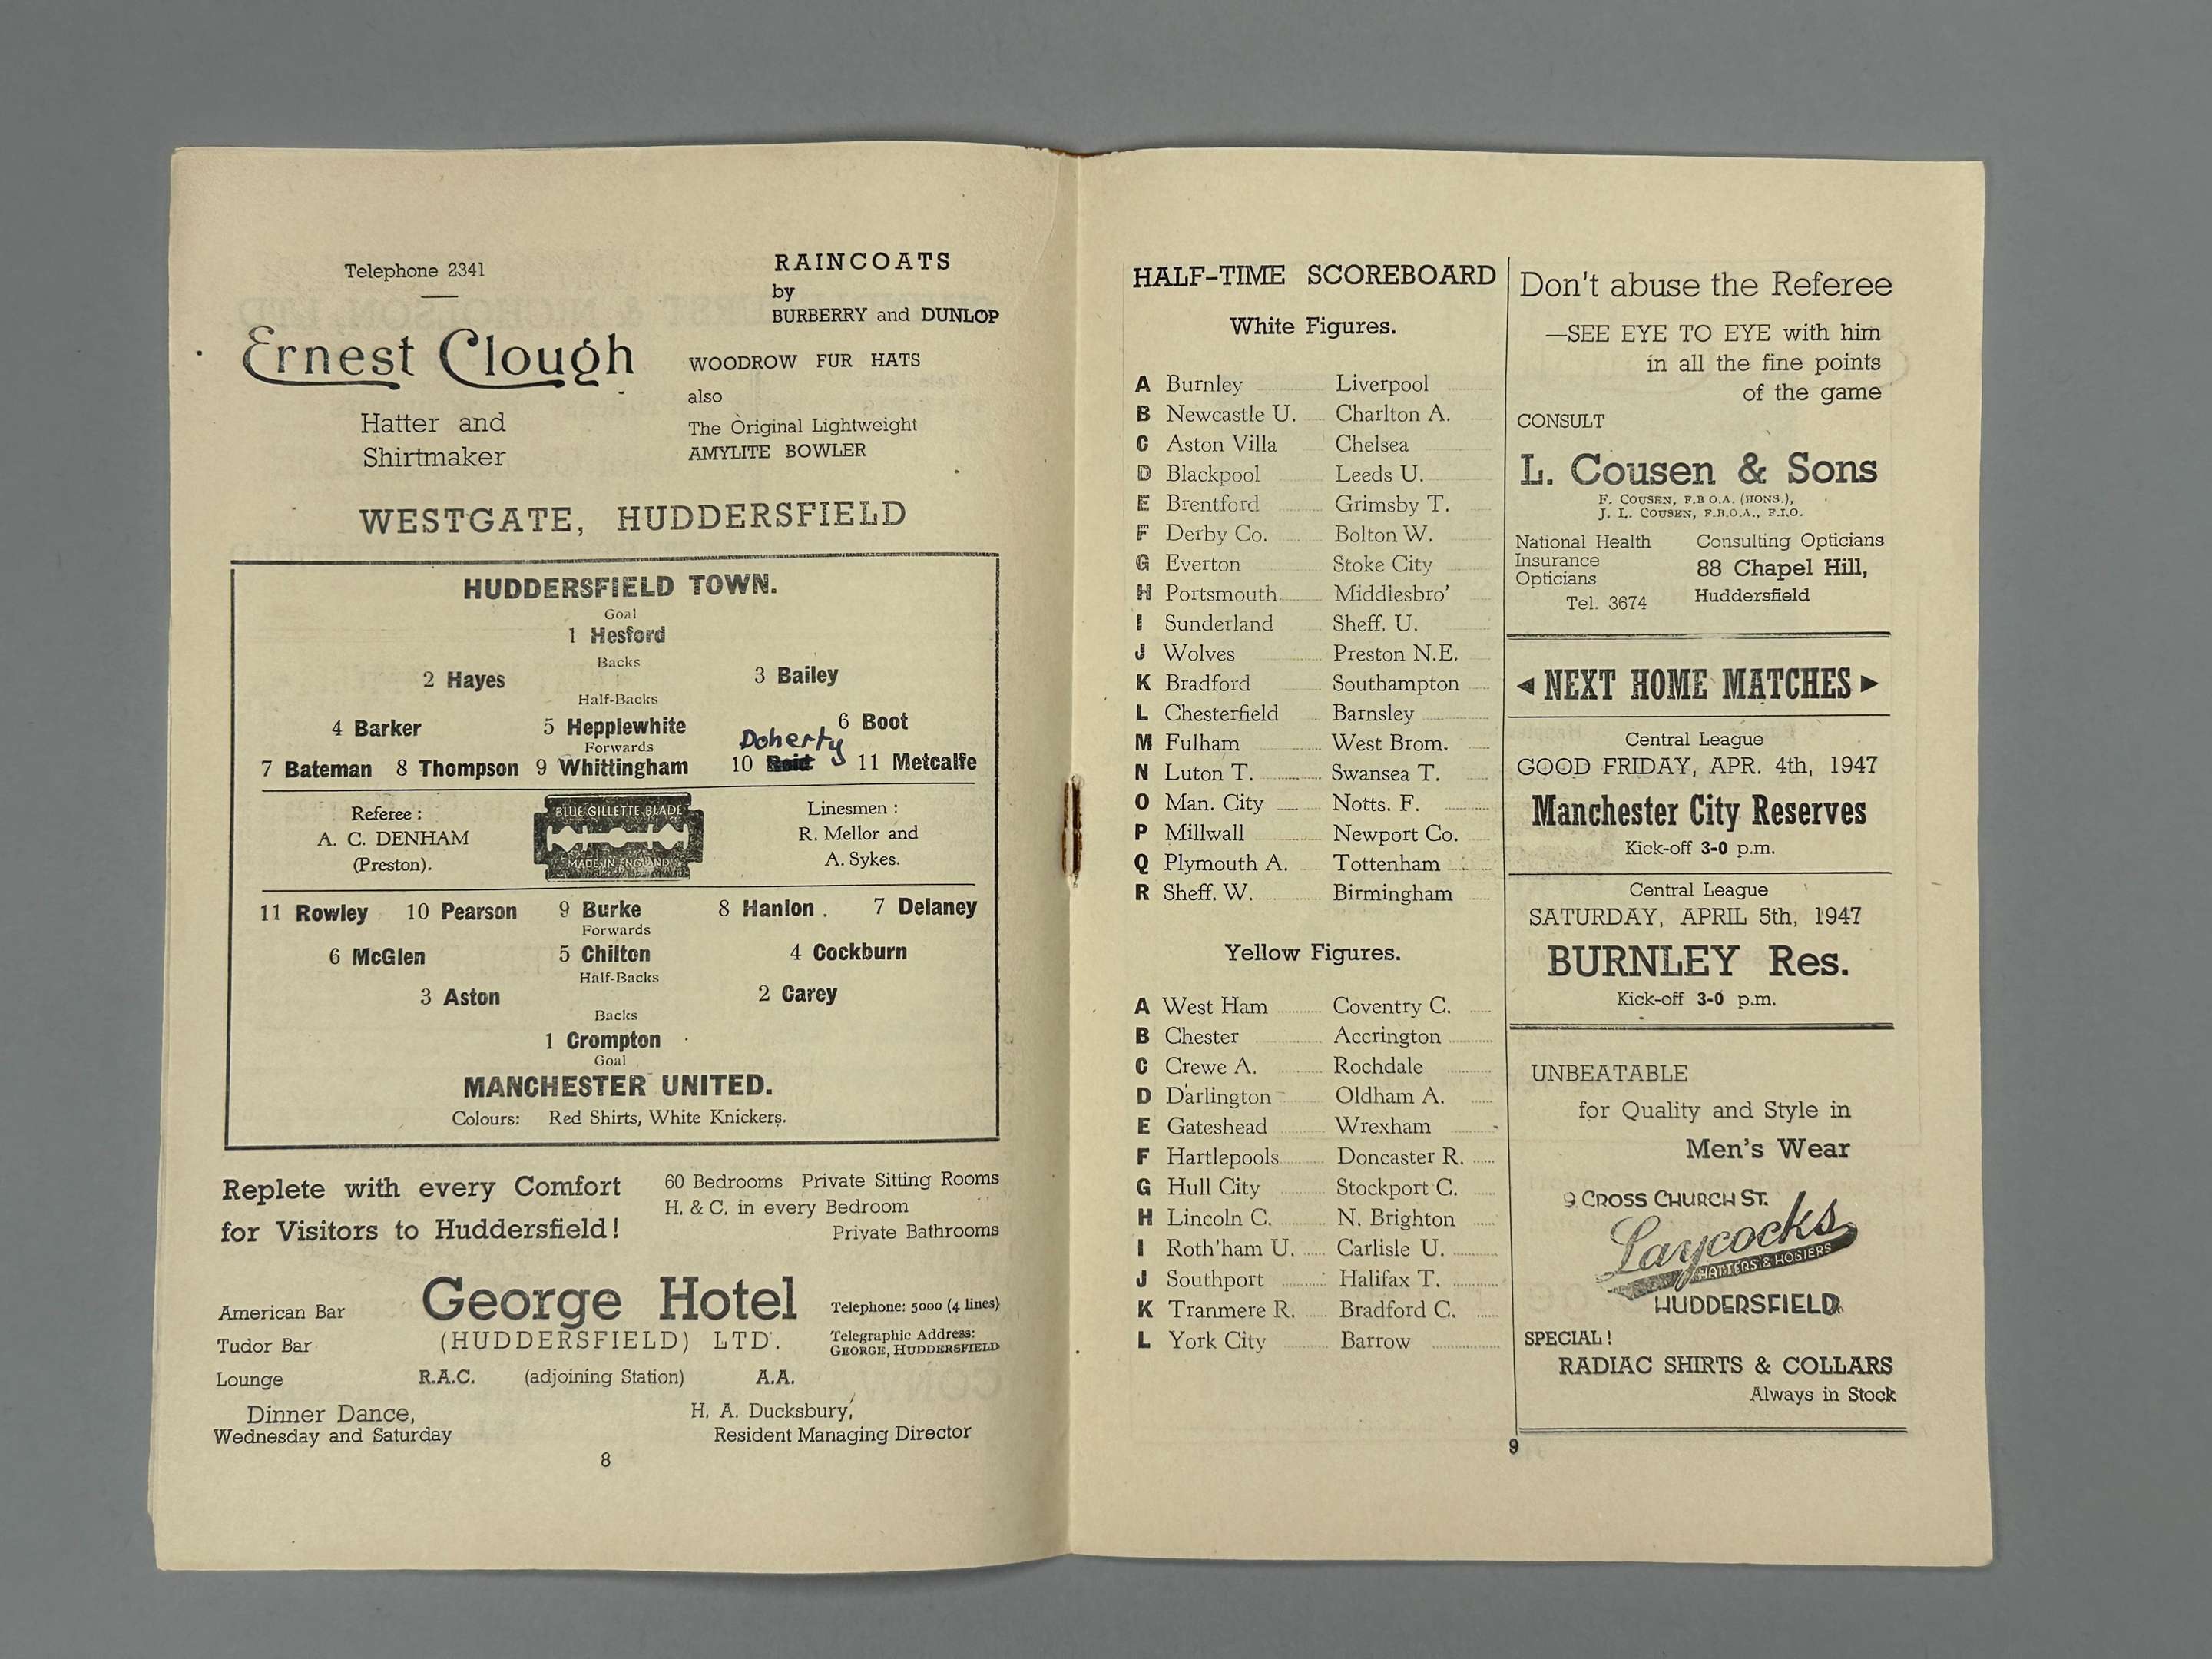 Telephone 2341
Ernest Clough
Hatter and
Shirtmaker
RAINCOATS
by
BURBERRY and DUNLOP
WOODROW FUR HATS
also
The Original Lightweight
AMYLITE BOWLER
WESTGATE, HUDDERSFIELD
HUDDERSFIELD TOWN.
Goal
1 Hesford
Backs
2 Hayes 3 Bailey
Half-Backs
4 Barker 5 Hepplewhite 6 Boot
Forwards
Doherty
7 Bateman 8 Thompson 9 Whittingham 10 Reid 11 Metcalfe
Referee :
A. C. DENHAM
(Preston).
BLUE GILLETTE BLADE
MADE IN ENGLAND
Linesmen :
R. Mellor and
A. Sykes.
11 Rowley 10 Pearson 9 Burke 8 Hanlon . 7 Delaney
Forwards
6 McGlen 5 Chilton 4 Cockburn
Half-Backs
3 Aston 2 Carey
Backs
1 Crompton
Goal
MANCHESTER UNITED.
Colours: Red Shirts, White Knickers.
Replete with every Comfort
for Visitors to Huddersfield!
60 Bedrooms Private Sitting Rooms
H. & C. in every Bedroom
Private Bathrooms
American Bar
Tudor Bar
Lounge
George Hotel
(HUDDERSFIELD) LTD.
R.A.C. (adjoining Station) A.A.
Telephone: 5000 (4 lines)
Telegraphic Address:
GEORGE, HUDDERSFIELD
Dinner Dance,
Wednesday and Saturday
H. A. Ducksbury,
Resident Managing Director
8
HALF-TIME SCOREBOARD
White Figures.
A Burnley Liverpool
B Newcastle U. Charlton A.
C Aston Villa Chelsea
D Blackpool Leeds U.
E Brentford Grimsby T.
F Derby Co. Bolton W.
G Everton Stoke City
H Portsmouth Middlesbro'
I Sunderland Sheff. U.
J Wolves Preston N.E.
K Bradford Southampton
L Chesterfield Barnsley
M Fulham West Brom.
N Luton T. Swansea T.
O Man. City Notts. F.
P Millwall Newport Co.
Q Plymouth A. Tottenham
R Sheff. W. Birmingham
Yellow Figures.
A West Ham Coventry C.
B Chester Accrington
C Crewe A. Rochdale
D Darlington Oldham A.
E Gateshead Wrexham
F Hartlepools Doncaster R.
G Hull City Stockport C.
H Lincoln C. N. Brighton
I Roth'ham U. Carlisle U.
J Southport Halifax T.
K Tranmere R. Bradford C.
L York City Barrow
Don't abuse the Referee
—SEE EYE TO EYE with him
in all the fine points
of the game
CONSULT
L. Cousen & Sons
F. COUSEN, F.B.O.A. (HONS.),
J. L. COUSEN, F.B.O.A., F.I.O.
National Health
Insurance
Opticians
Tel. 3674
Consulting Opticians
88 Chapel Hill,
Huddersfield
◄ NEXT HOME MATCHES ►
Central League
GOOD FRIDAY, APR. 4th, 1947
Manchester City Reserves
Kick-off 3-0 p.m.
Central League
SATURDAY, APRIL 5th, 1947
BURNLEY Res.
Kick-off 3-0 p.m.
UNBEATABLE
for Quality and Style in
Men's Wear
9 CROSS CHURCH ST.
Laycocks
HATTERS & HOSIERS
HUDDERSFIELD
SPECIAL!
RADIAC SHIRTS & COLLARS
Always in Stock
9